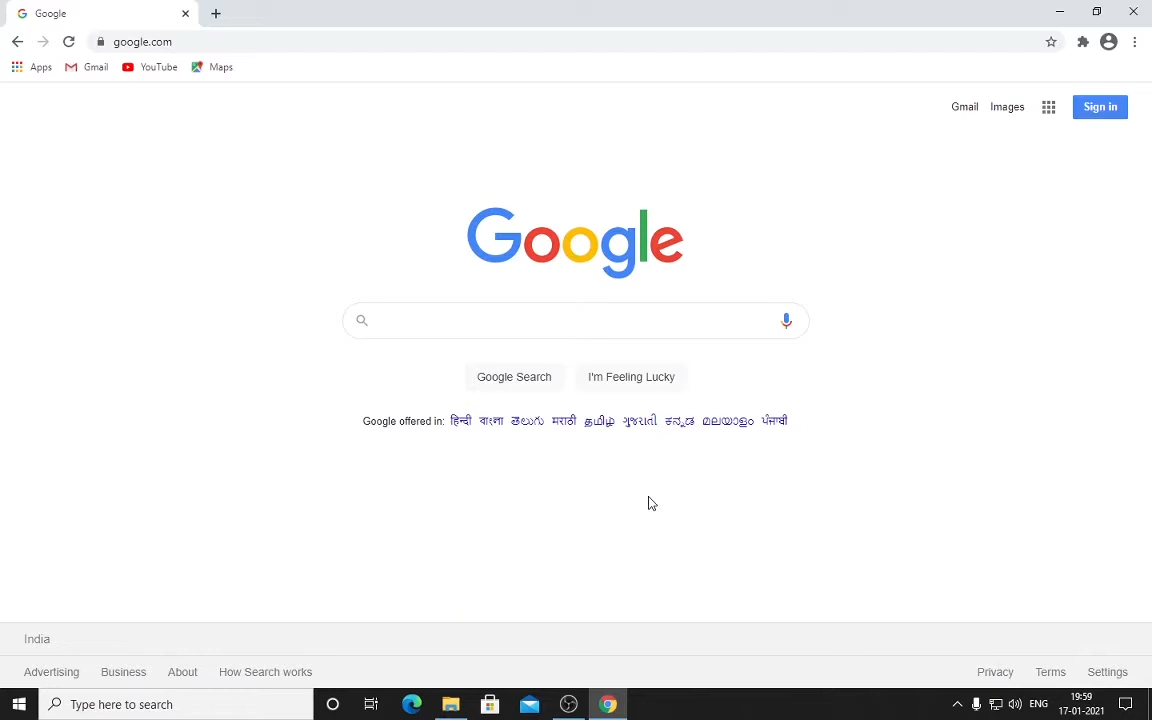 Google
google.com
Apps Gmail YouTube Maps
Gmail Images Sign in
Google
Google Search I'm Feeling Lucky
Google offered in: हिन्दी বাংলা తెలుగు मराठी தமிழ் ગુજરાતી ಕನ್ನಡ മലയാളം ਪੰਜਾਬੀ
India
Advertising Business About How Search works Privacy Terms Settings
Type here to search ENG 19:59
17-01-2021